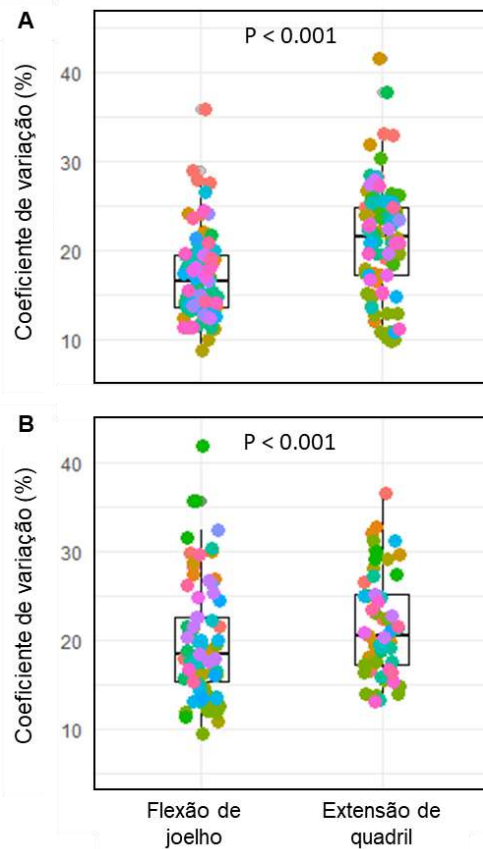 A
P < 0.001
Coeficiente de variação (%)
40
30
20
10
B
P < 0.001
Coeficiente de variação (%)
40
30
20
10
Flexão de
joelho
Extensão de
quadril